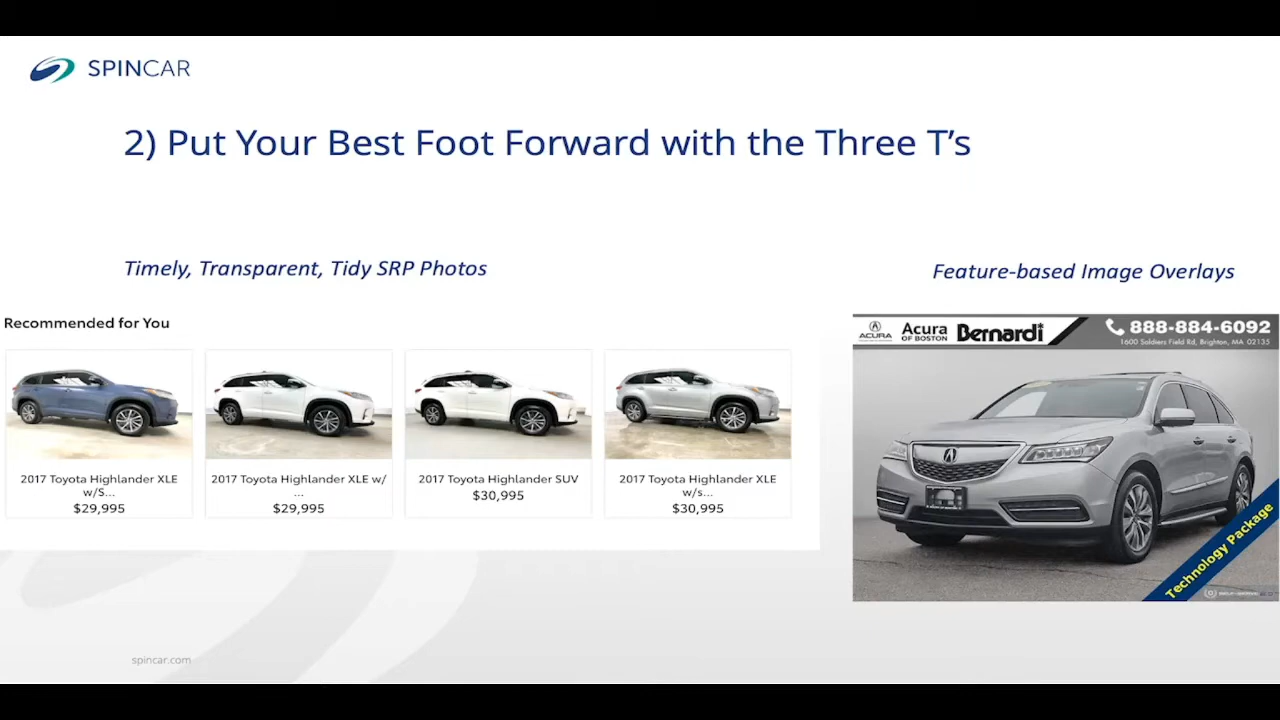 SPINCAR
2) Put Your Best Foot Forward with the Three T's
Timely, Transparent, Tidy SRP Photos
Feature-based Image Overlays
Recommended for You
2017 Toyota Highlander XLE
w/S...
$29,995
2017 Toyota Highlander XLE w/
...
$29,995
2017 Toyota Highlander SUV
$30,995
2017 Toyota Highlander XLE
w/s...
$30,995
ACURA
Acura
OF BOSTON
Bernardi
888-884-6092
1600 Soldiers Field Rd, Brighton, MA 02135
Technology Package
spincar.com